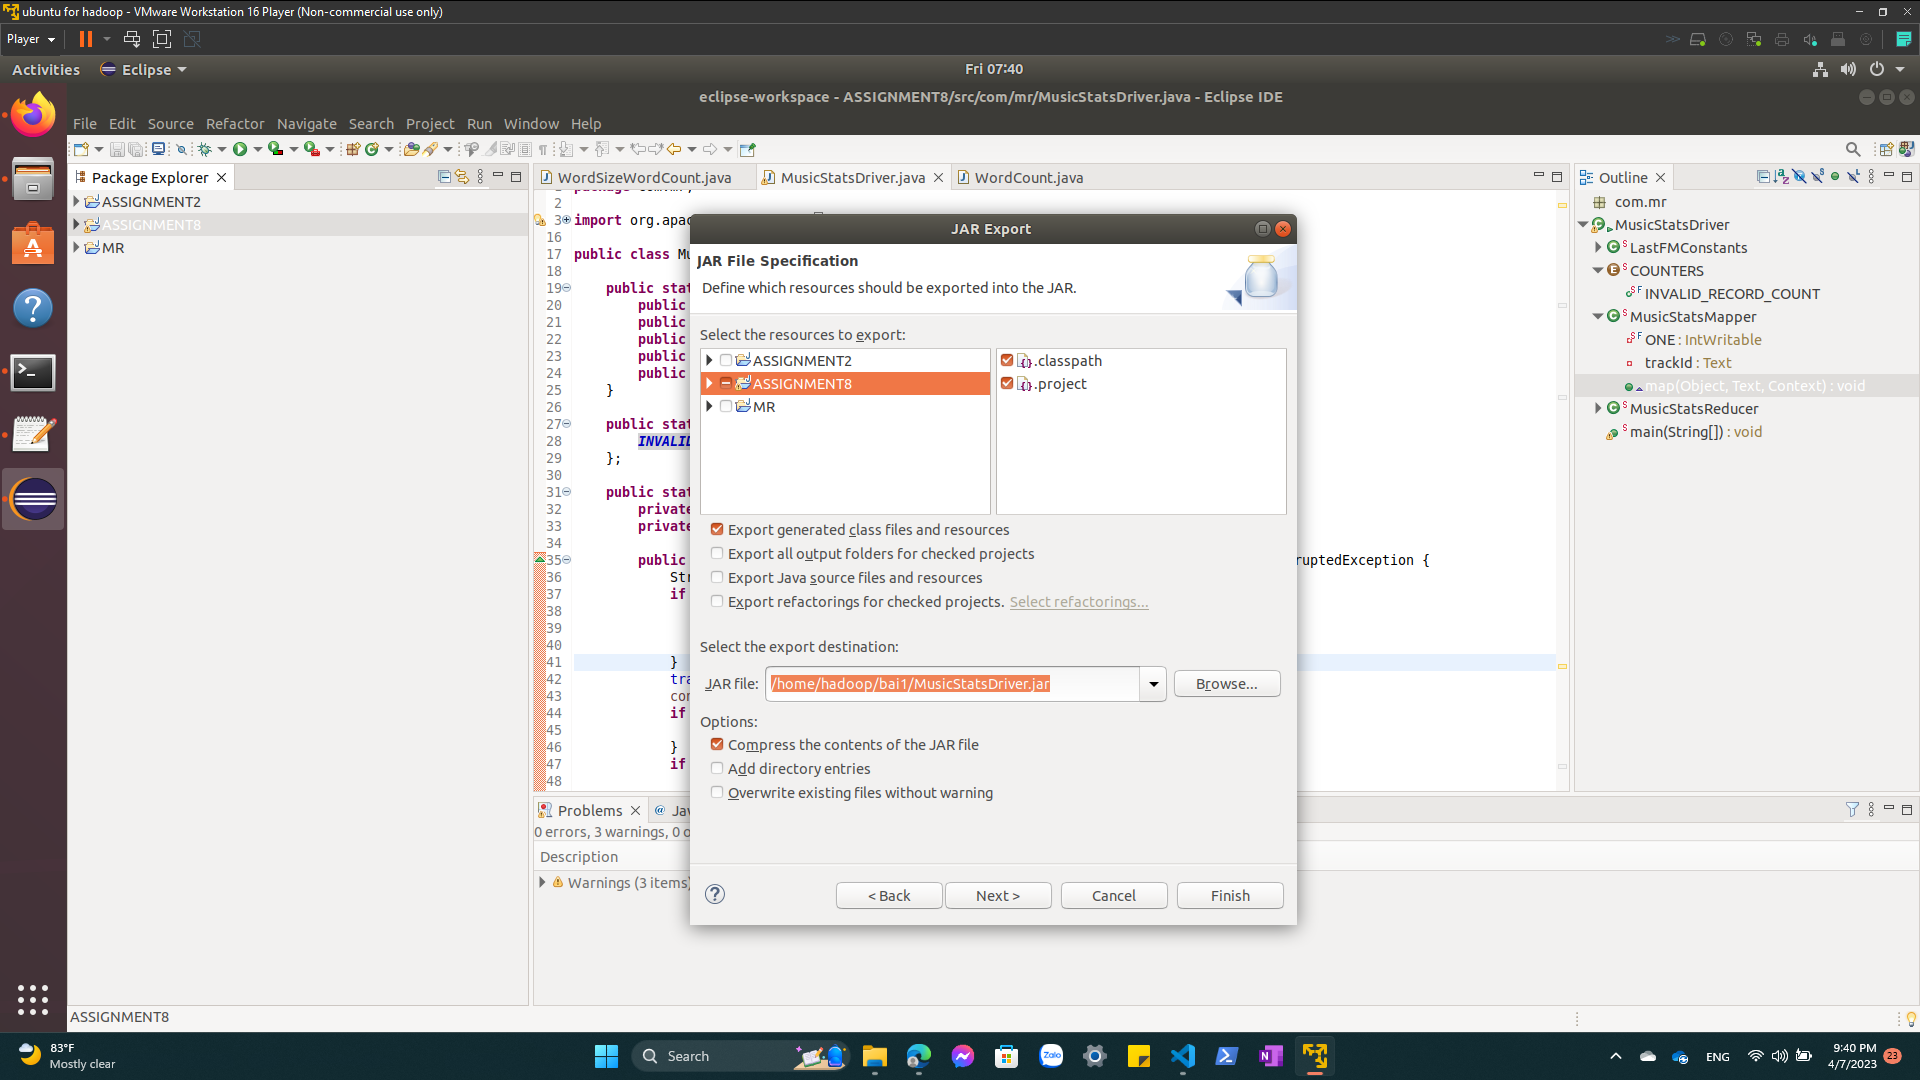 ubuntu for hadoop - VMware Workstation 16 Player (Non-commercial use only)
Player
Activities
Eclipse
Fri 07:40
eclipse-workspace - ASSIGNMENT8/src/com/mr/MusicStatsDriver.java - Eclipse IDE
File Edit Source Refactor Navigate Search Project Run Window Help
Package Explorer
ASSIGNMENT2
ASSIGNMENT8
MR
WordSizeWordCount.java
MusicStatsDriver.java
WordCount.java
2
3 import org.apac
16
17 public class Mu
18
19 public stat
20 public
21 public
22 public
23 public
24 public
25 }
26
27 public stat
28 INVALID
29 };
30
31 public stat
32 private
33 private
34
35 public ruptedException {
36 Str
37 if
38
39
40
41 }
42 tra
43 con
44 if
45
46 }
47 if
48
JAR Export
JAR File Specification
Define which resources should be exported into the JAR.
Select the resources to export:
ASSIGNMENT2
ASSIGNMENT8
MR
.classpath
.project
Export generated class files and resources
Export all output folders for checked projects
Export Java source files and resources
Export refactorings for checked projects. Select refactorings...
Select the export destination:
JAR file: /home/hadoop/bai1/MusicStatsDriver.jar Browse...
Options:
Compress the contents of the JAR file
Add directory entries
Overwrite existing files without warning
< Back Next > Cancel Finish
Outline
com.mr
MusicStatsDriver
LastFMConstants
COUNTERS
INVALID_RECORD_COUNT
MusicStatsMapper
ONE : IntWritable
trackId : Text
map(Object, Text, Context) : void
MusicStatsReducer
main(String[]) : void
Problems
@ Jav
0 errors, 3 warnings, 0 o
Description
Warnings (3 items)
ASSIGNMENT8
83°F
Mostly clear
Search
Zalo
ENG
9:40 PM
4/7/2023
23